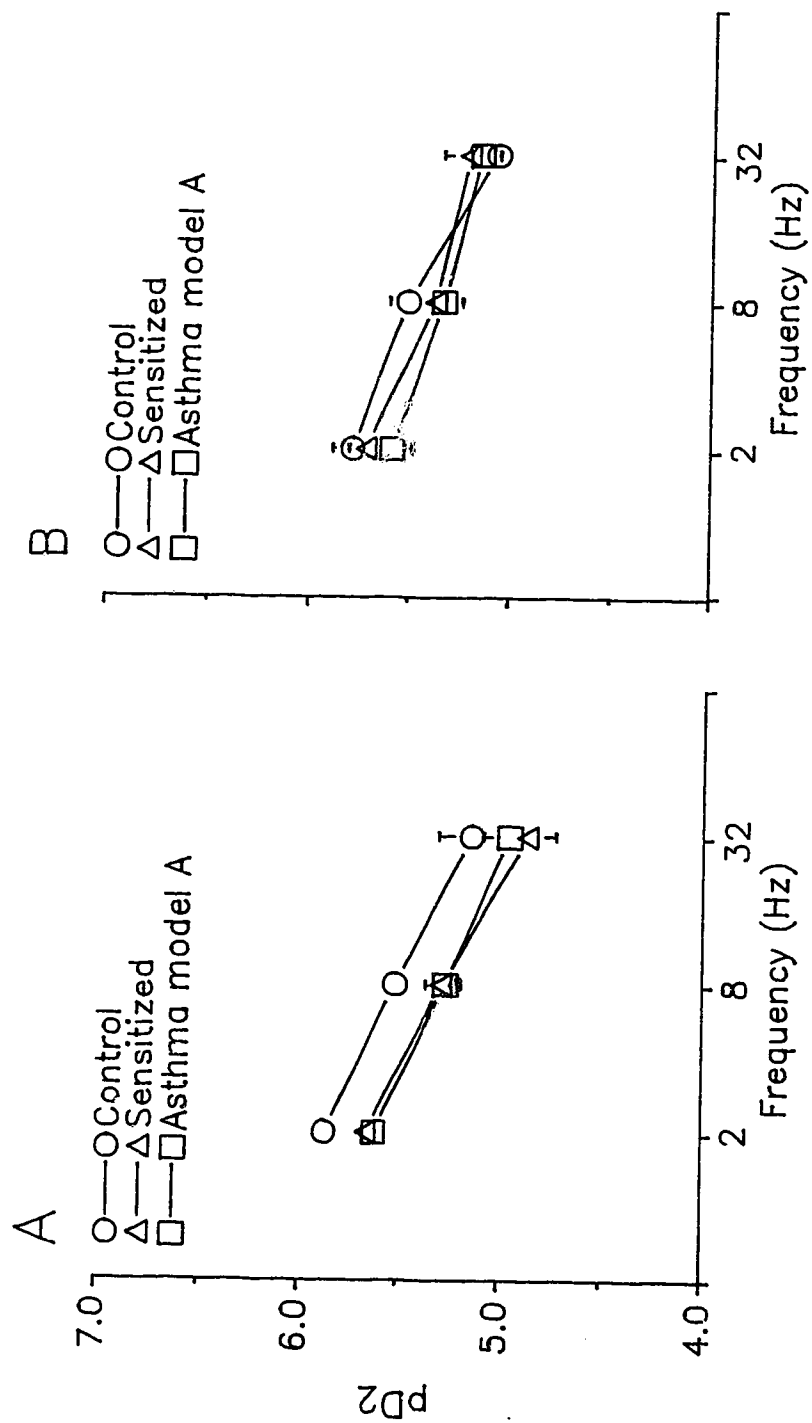 A
Control
Sensitized
Asthma model A
7.0
6.0
5.0
4.0
pD2
2
8
32
Frequency (Hz)
B
Control
Sensitized
Asthma model A
2
8
32
Frequency (Hz)